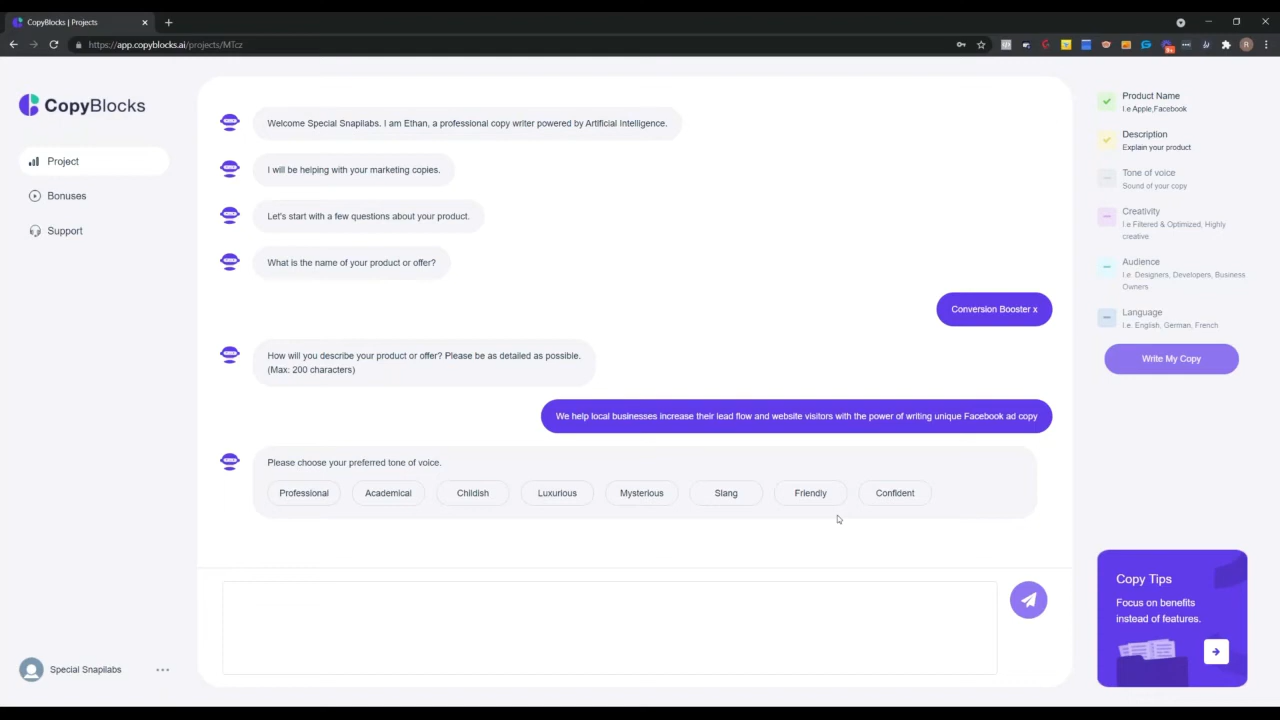 CopyBlocks | Projects
https://app.copyblocks.ai/projects/MTcz
R
9+
CopyBlocks
Project
Bonuses
Support
Special Snapilabs
Welcome Special Snapilabs. I am Ethan, a professional copy writer powered by Artificial Intelligence.
I will be helping with your marketing copies.
Let's start with a few questions about your product.
What is the name of your product or offer?
Conversion Booster x
How will you describe your product or offer? Please be as detailed as possible.
(Max: 200 characters)
We help local businesses increase their lead flow and website visitors with the power of writing unique Facebook ad copy
Please choose your preferred tone of voice.
Professional Academical Childish Luxurious Mysterious Slang Friendly Confident
Product Name
I.e Apple,Facebook
Description
Explain your product
Tone of voice
Sound of your copy
Creativity
I.e Filtered & Optimized, Highly
creative
Audience
I.e. Designers, Developers, Business
Owners
Language
I.e. English, German, French
Write My Copy
Copy Tips
Focus on benefits
instead of features.